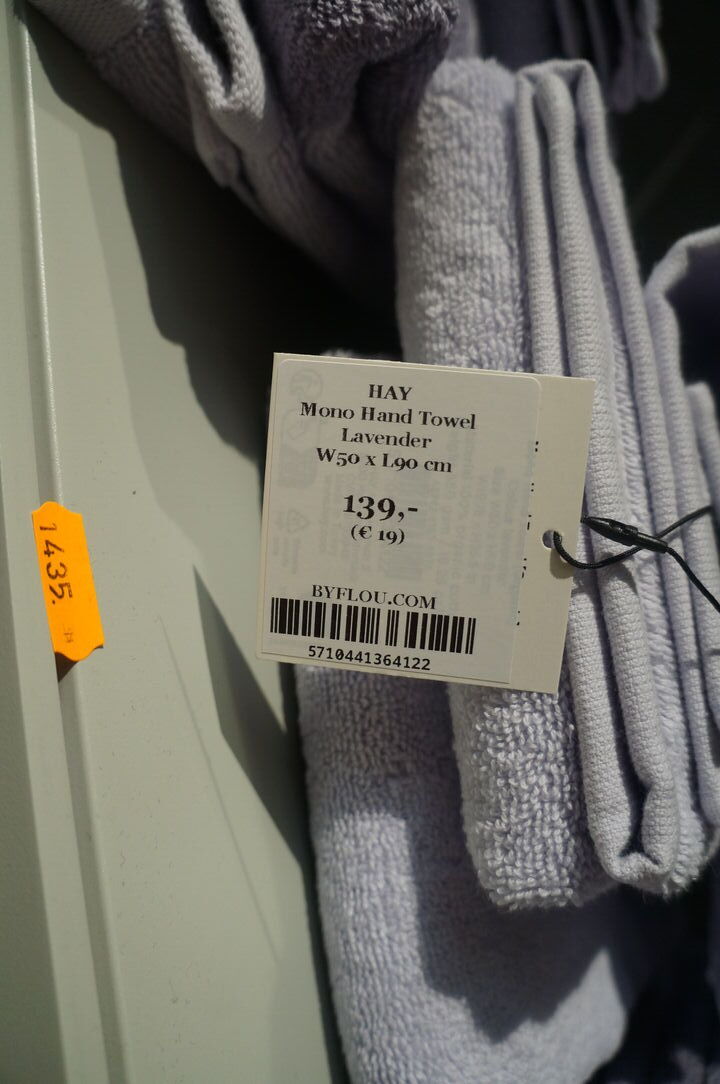 HAY
Mono Hand Towel
Lavender
W50 x L90 cm
139,-
(€ 19)
BYFLOU.COM
5710441364122
1435.